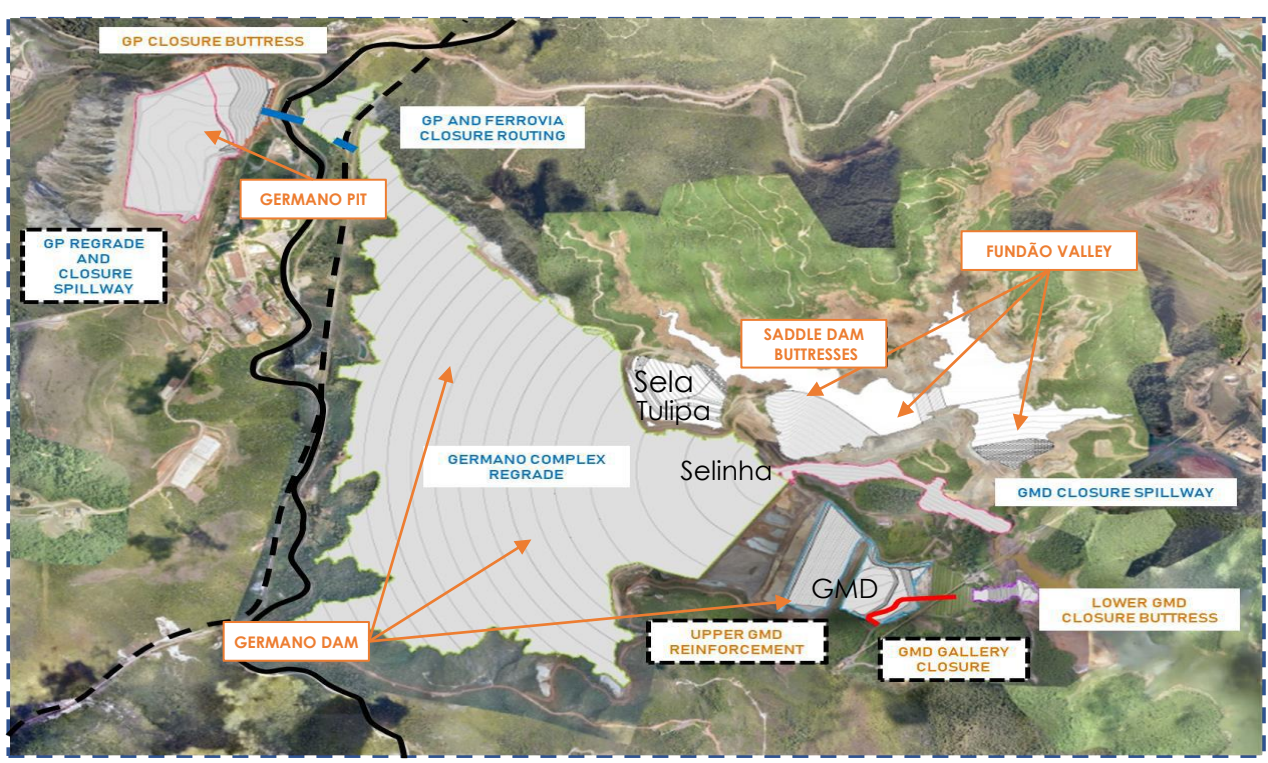 GP CLOSURE BUTTRESS
GP AND FERROVIA
CLOSURE ROUTING
GERMANO PIT
GP REGRADE
AND
CLOSURE
SPILLWAY
FUNDÃO VALLEY
SADDLE DAM
BUTTRESSES
Sela
Tulipa
GERMANO COMPLEX
REGRADE
Selinha
GMD CLOSURE SPILLWAY
GMD
LOWER GMD
CLOSURE BUTTRESS
GERMANO DAM
UPPER GMD
REINFORCEMENT
GMD GALLERY
CLOSURE